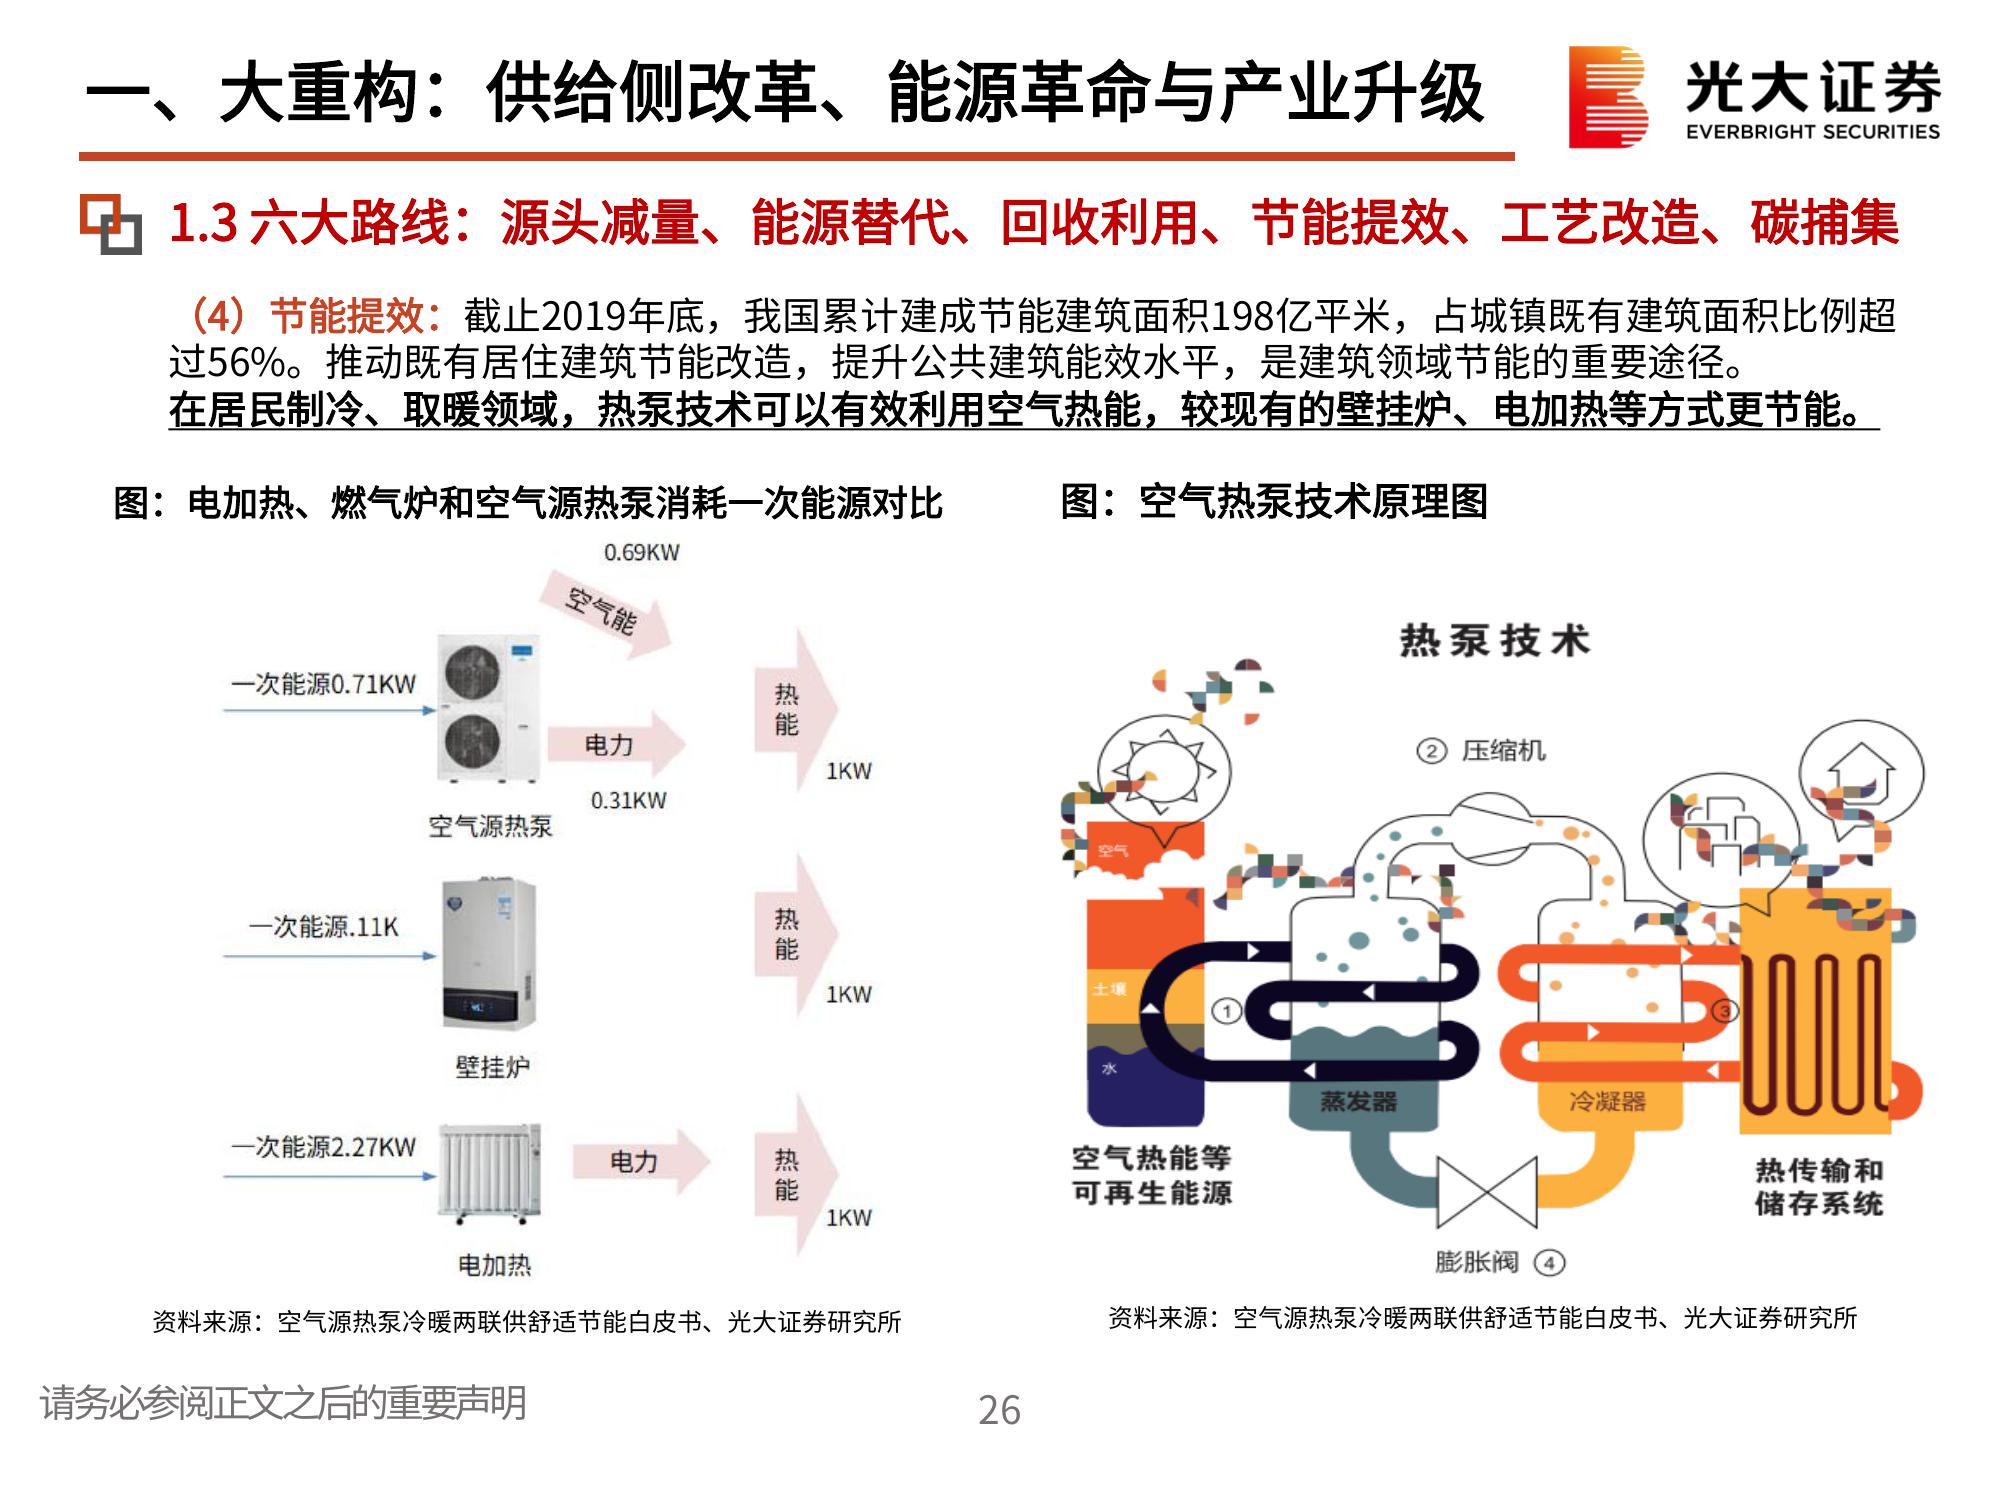 一、大重构：供给侧改革、能源革命与产业升级
光大证券
EVERBRIGHT SECURITIES
1.3 六大路线：源头减量、能源替代、回收利用、节能提效、工艺改造、碳捕集
（4）节能提效：截止2019年底，我国累计建成节能建筑面积198亿平米，占城镇既有建筑面积比例超
过56%。推动既有居住建筑节能改造，提升公共建筑能效水平，是建筑领域节能的重要途径。
在居民制冷、取暖领域，热泵技术可以有效利用空气热能，较现有的壁挂炉、电加热等方式更节能。
图：电加热、燃气炉和空气源热泵消耗一次能源对比
0.69KW
空气能
一次能源0.71KW
热
能
电力
1KW
0.31KW
空气源热泵
一次能源.11K
热
能
1KW
壁挂炉
一次能源2.27KW
电力
热
能
1KW
电加热
资料来源：空气源热泵冷暖两联供舒适节能白皮书、光大证券研究所
图：空气热泵技术原理图
热泵技术
② 压缩机
空气
土壤
①
③
水
蒸发器
冷凝器
空气热能等
可再生能源
热传输和
储存系统
膨胀阀 ④
资料来源：空气源热泵冷暖两联供舒适节能白皮书、光大证券研究所
请务必参阅正文之后的重要声明
26